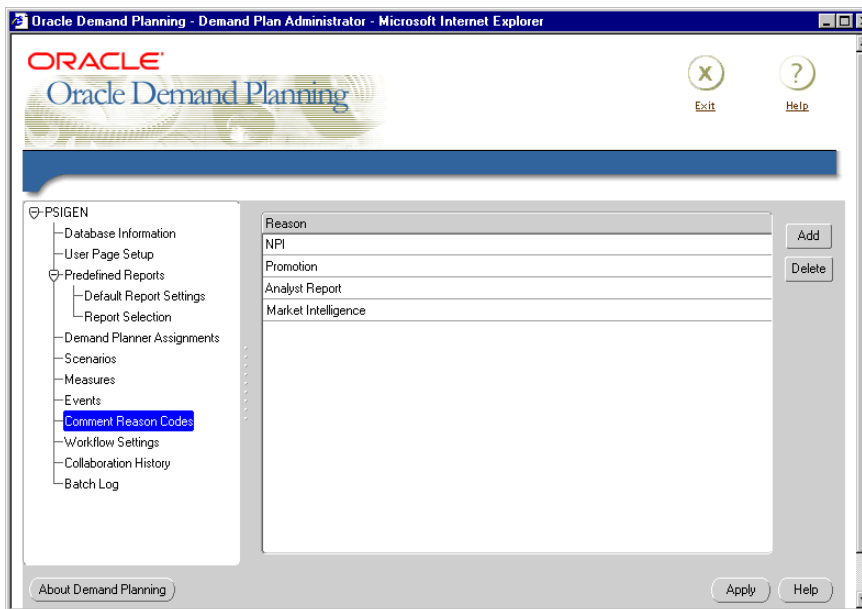 Oracle Demand Planning - Demand Plan Administrator - Microsoft Internet Explorer
ORACLE
Oracle Demand Planning
X
?
Exit
Help
PSIGEN
Database Information
User Page Setup
Predefined Reports
Default Report Settings
Report Selection
Demand Planner Assignments
Scenarios
Measures
Events
Comment Reason Codes
Workflow Settings
Collaboration History
Batch Log
Reason
NPI
Promotion
Analyst Report
Market Intelligence
Add
Delete
About Demand Planning
Apply
Help